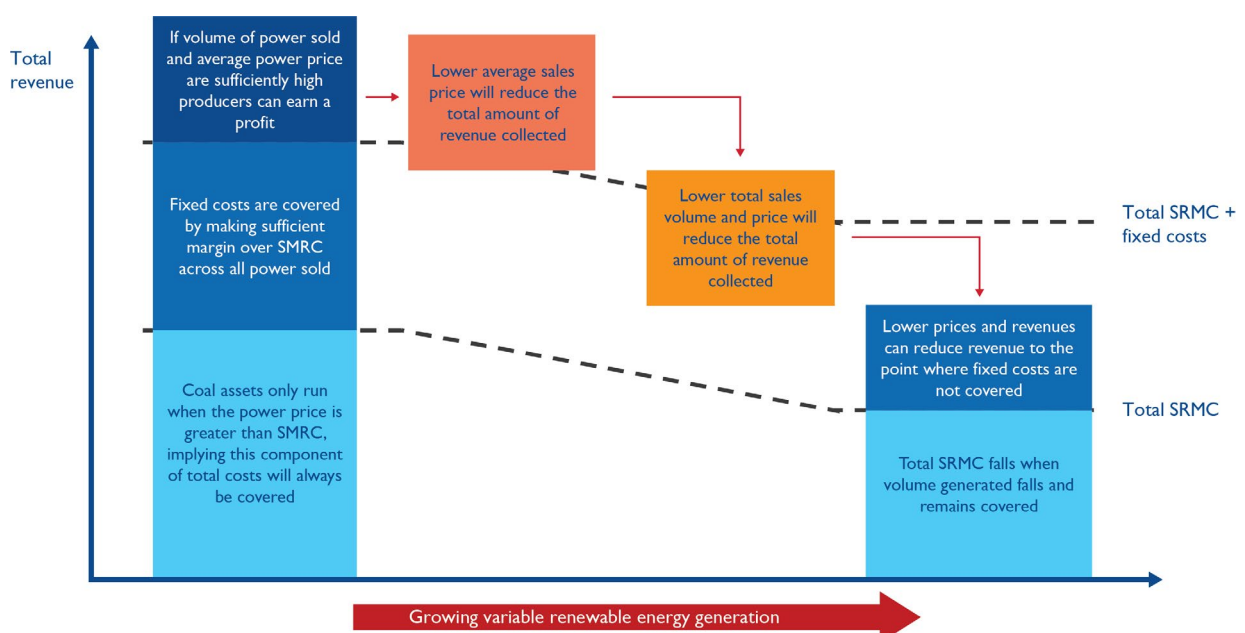 Total
revenue
If volume of power sold
and average power price
are sufficiently high
producers can earn a
profit
Fixed costs are covered
by making sufficient
margin over SMRC
across all power sold
Coal assets only run
when the power price is
greater than SMRC,
implying this component
of total costs will always
be covered
Lower average sales
price will reduce the
total amount of
revenue collected
Lower total sales
volume and price will
reduce the total
amount of revenue
collected
Lower prices and revenues
can reduce revenue to the
point where fixed costs are
not covered
Total SRMC falls when
volume generated falls and
remains covered
Total SRMC +
fixed costs
Total SRMC
Growing variable renewable energy generation